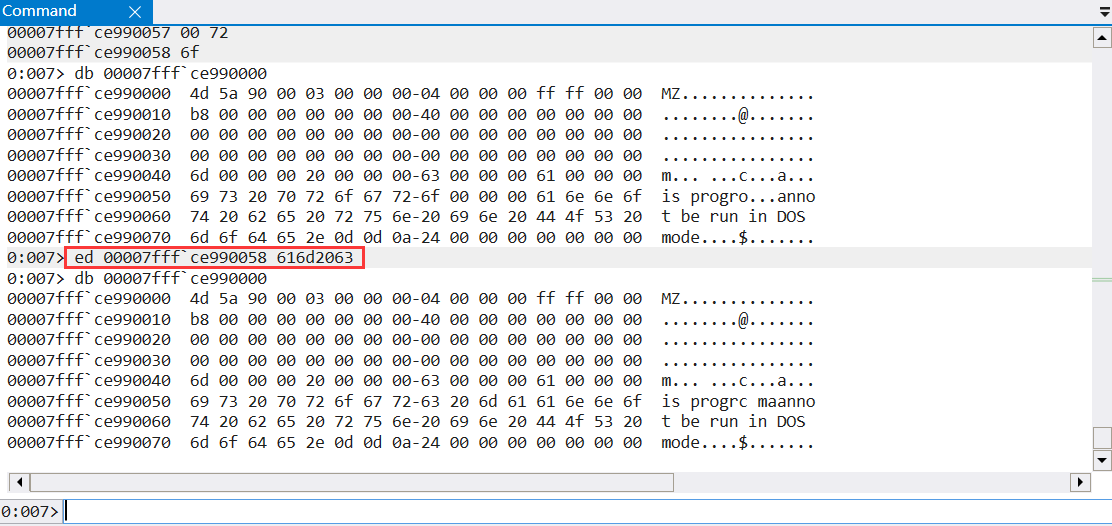 Command
00007fff`ce990057 00 72
00007fff`ce990058 6f
0:007> db 00007fff`ce990000
00007fff`ce990000  4d 5a 90 00 03 00 00 00-04 00 00 00 ff ff 00 00  MZ..............
00007fff`ce990010  b8 00 00 00 00 00 00 00-40 00 00 00 00 00 00 00  ........@.......
00007fff`ce990020  00 00 00 00 00 00 00 00-00 00 00 00 00 00 00 00  ................
00007fff`ce990030  00 00 00 00 00 00 00 00-00 00 00 00 00 00 00 00  ................
00007fff`ce990040  6d 00 00 00 20 00 00 00-63 00 00 00 61 00 00 00  m... ...c...a...
00007fff`ce990050  69 73 20 70 72 6f 67 72-6f 00 00 00 61 6e 6e 6f  is progro...anno
00007fff`ce990060  74 20 62 65 20 72 75 6e-20 69 6e 20 44 4f 53 20  t be run in DOS
00007fff`ce990070  6d 6f 64 65 2e 0d 0d 0a-24 00 00 00 00 00 00 00  mode....$.......
0:007> ed 00007fff`ce990058 616d2063
0:007> db 00007fff`ce990000
00007fff`ce990000  4d 5a 90 00 03 00 00 00-04 00 00 00 ff ff 00 00  MZ..............
00007fff`ce990010  b8 00 00 00 00 00 00 00-40 00 00 00 00 00 00 00  ........@.......
00007fff`ce990020  00 00 00 00 00 00 00 00-00 00 00 00 00 00 00 00  ................
00007fff`ce990030  00 00 00 00 00 00 00 00-00 00 00 00 00 00 00 00  ................
00007fff`ce990040  6d 00 00 00 20 00 00 00-63 00 00 00 61 00 00 00  m... ...c...a...
00007fff`ce990050  69 73 20 70 72 6f 67 72-63 20 6d 61 61 6e 6e 6f  is progrc maanno
00007fff`ce990060  74 20 62 65 20 72 75 6e-20 69 6e 20 44 4f 53 20  t be run in DOS
00007fff`ce990070  6d 6f 64 65 2e 0d 0d 0a-24 00 00 00 00 00 00 00  mode....$.......
0:007>